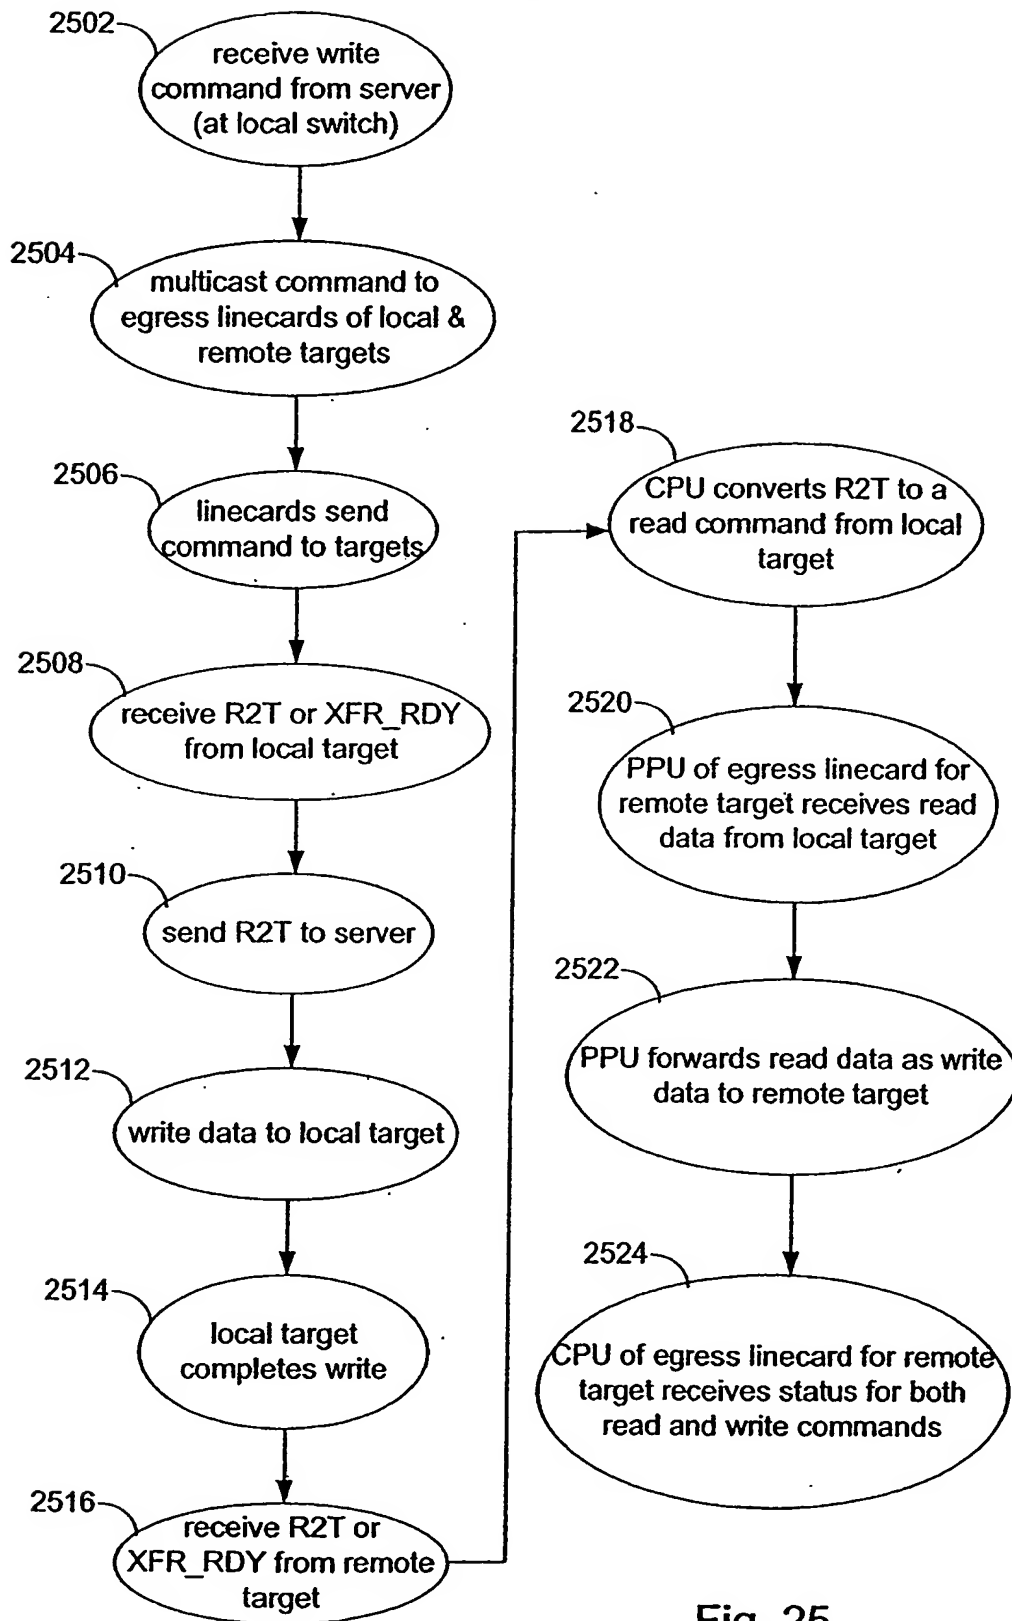 2502
receive write
command from server
(at local switch)
2504
multicast command to
egress linecards of local &
remote targets
2506
linecards send
command to targets
2508
receive R2T or XFR_RDY
from local target
2510
send R2T to server
2512
write data to local target
2514
local target
completes write
2516
receive R2T or
XFR_RDY from remote
target
2518
CPU converts R2T to a
read command from local
target
2520
PPU of egress linecard for
remote target receives read
data from local target
2522
PPU forwards read data as write
data to remote target
2524
CPU of egress linecard for remote
target receives status for both
read and write commands
Fig. 25